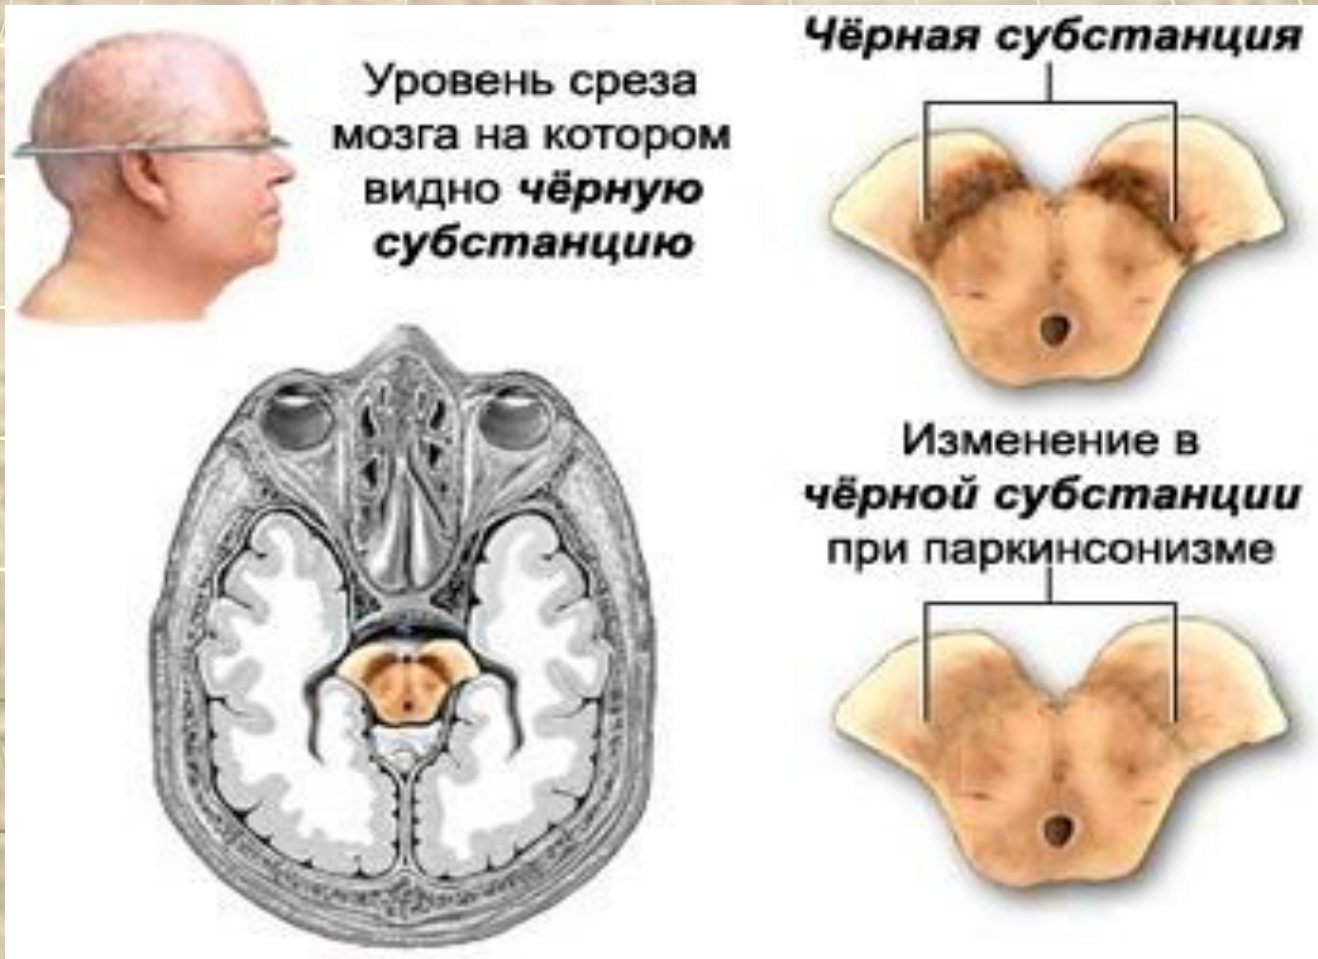 Уровень среза
мозга на котором
видно чёрную
субстанцию
Чёрная субстанция
Изменение в
чёрной субстанции
при паркинсонизме